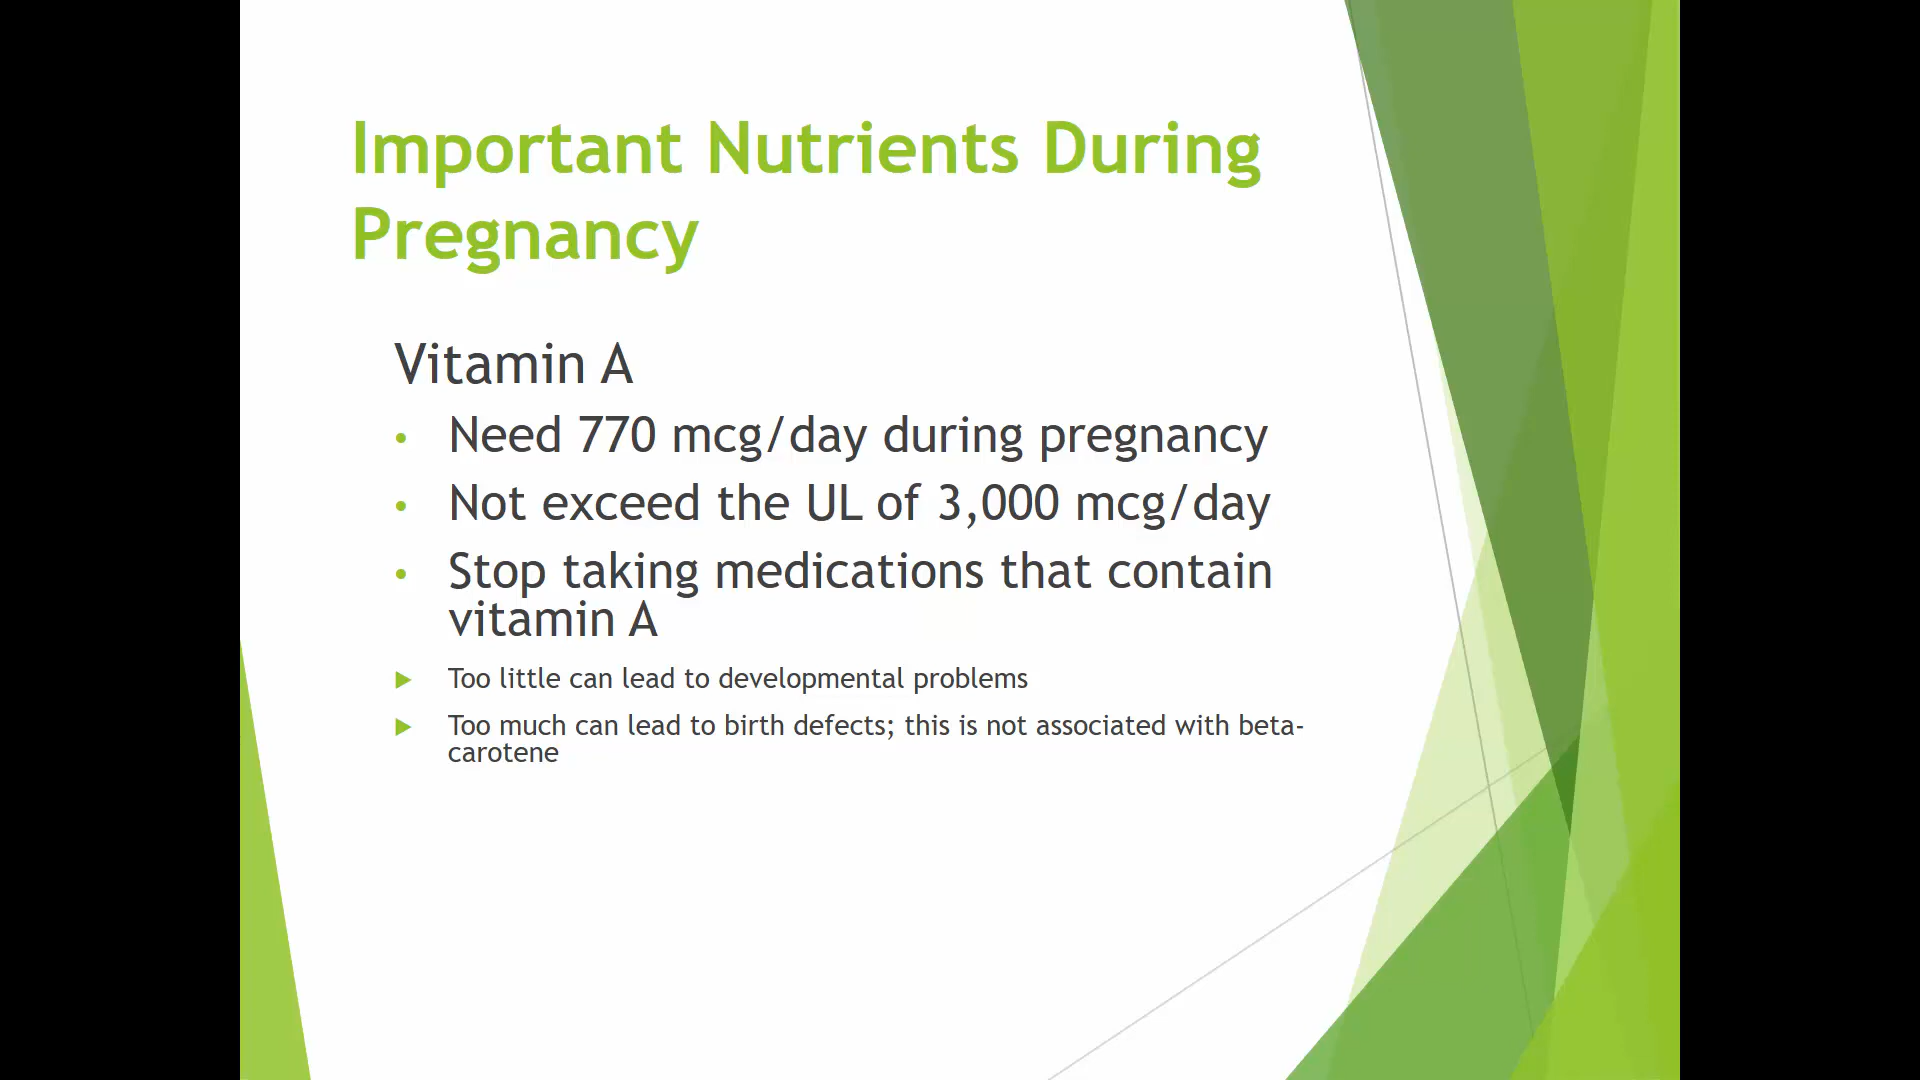 Important Nutrients During
Pregnancy
Vitamin A
• Need 770 mcg/day during pregnancy
• Not exceed the UL of 3,000 mcg/day
• Stop taking medications that contain
vitamin A
Too little can lead to developmental problems
Too much can lead to birth defects; this is not associated with beta-
carotene